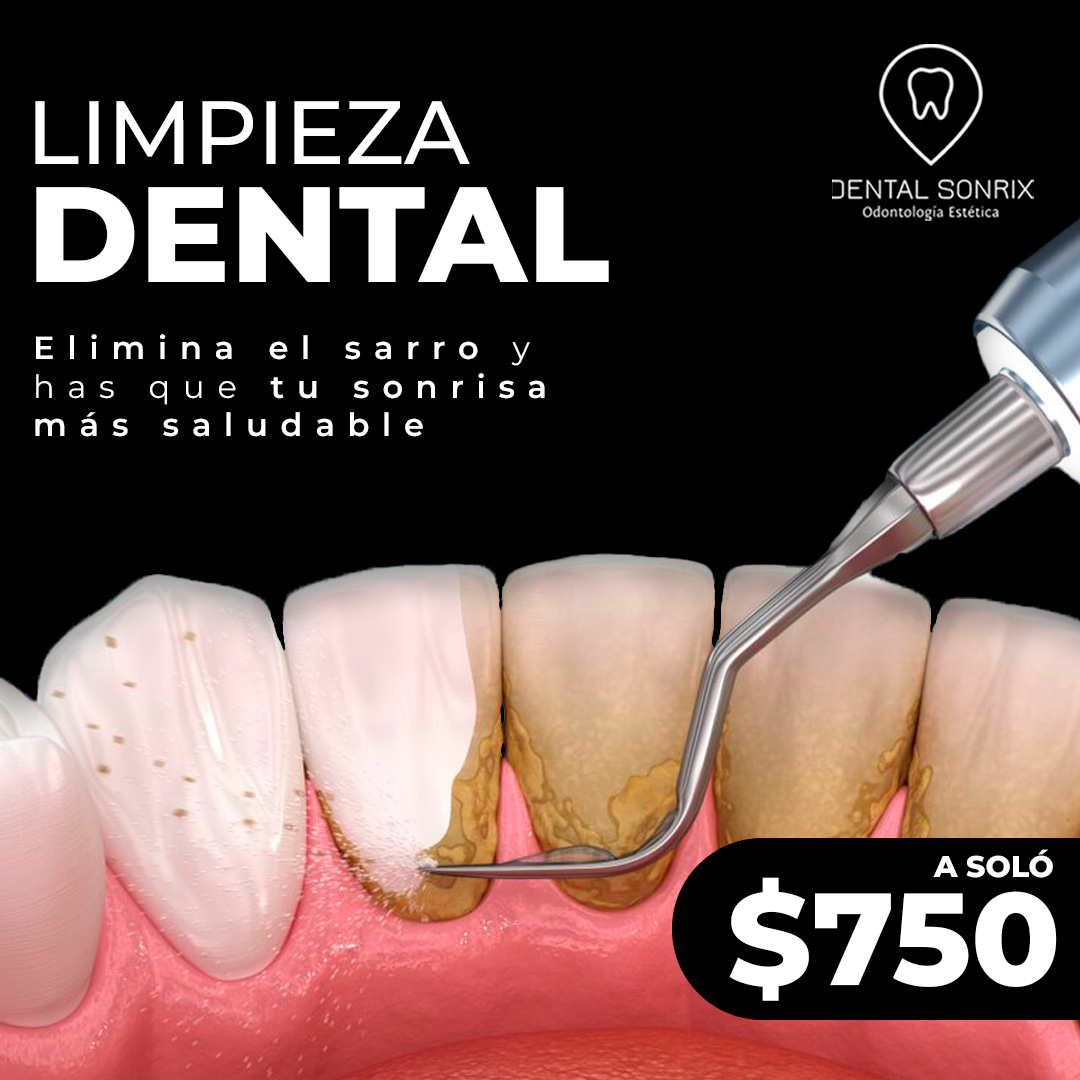 LIMPIEZA
DENTAL
Elimina el sarro y
has que tu sonrisa
más saludable
DENTAL SONRIX
Odontología Estética
A SOLÓ
$750